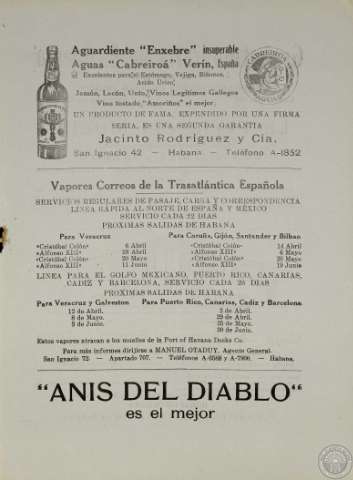 Aguardiente "Enxebre" insuperable
Aguas "Cabreiroá" Verín, España
Excelentes para el Estómago, Vejiga, Riñones,
Acido Urico,
Jamón, Lacón, Unto, Vinos Legítimos Gallegos
Vino tostado "Amoriños" el mejor.
UN PRODUCTO DE FAMA, EXPENDIDO POR UNA FIRMA
SERIA, ES UNA SEGUNDA GARANTIA
Jacinto Rodriguez y Cia.
San Ignacio 42 — Habana. — Teléfono A-1852
CABREIROA
Vapores Correos de la Trasatlántica Española
SERVICIOS REGULARES DE PASAJE, CARGA Y CORRESPONDENCIA
LINEA RAPIDA AL NORTE DE ESPAÑA Y MÉXICO
SERVICIO CADA 22 DIAS
PROXIMAS SALIDAS DE HABANA
Para Veracruz Para Coruña, Gijón, Santander y Bilbao
«Cristóbal Colón» 6 Abril «Cristóbal Colón» 14 Abril
«Alfonso XIII» 28 Abril «Alfonso XIII» 6 Mayo
«Cristóbal Colón» 20 Mayo «Cristóbal Colón» 28 Mayo
«Alfonso XIII» 11 Junio «Alfonso XIII» 19 Junio
LINEA PARA EL GOLFO MEXICANO, PUERTO RICO, CANARIAS,
CADIZ Y BARCELONA, SERVICIO CADA 28 DIAS
PROXIMAS SALIDAS DE HABANA
Para Veracruz y Galveston Para Puerto Rico, Canarias, Cadiz y Barcelona
12 de Abril. 2 de Abril.
8 de Mayo. 29 de Abril.
5 de Junio. 25 de Mayo.
20 de Junio.
Estos vapores atracan a los muelles de la Port of Havana Docks Co.
Para más informes dirijirse a MANUEL OTADUY, Agente General
San Ignacio 72. — Apartado 707. — Teléfonos A-6588 y A-7900. — Habana.
"ANIS DEL DIABLO"
es el mejor